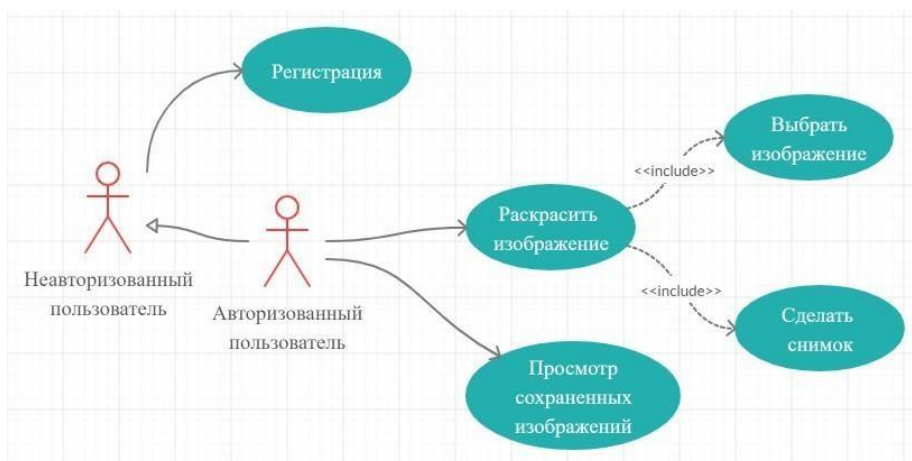 Регистрация
Выбрать
изображение
<<include>>
Раскрасить
изображение
Неавторизованный
пользователь
Авторизованный
пользователь
<<include>>
Сделать
снимок
Просмотр
сохраненных
изображений